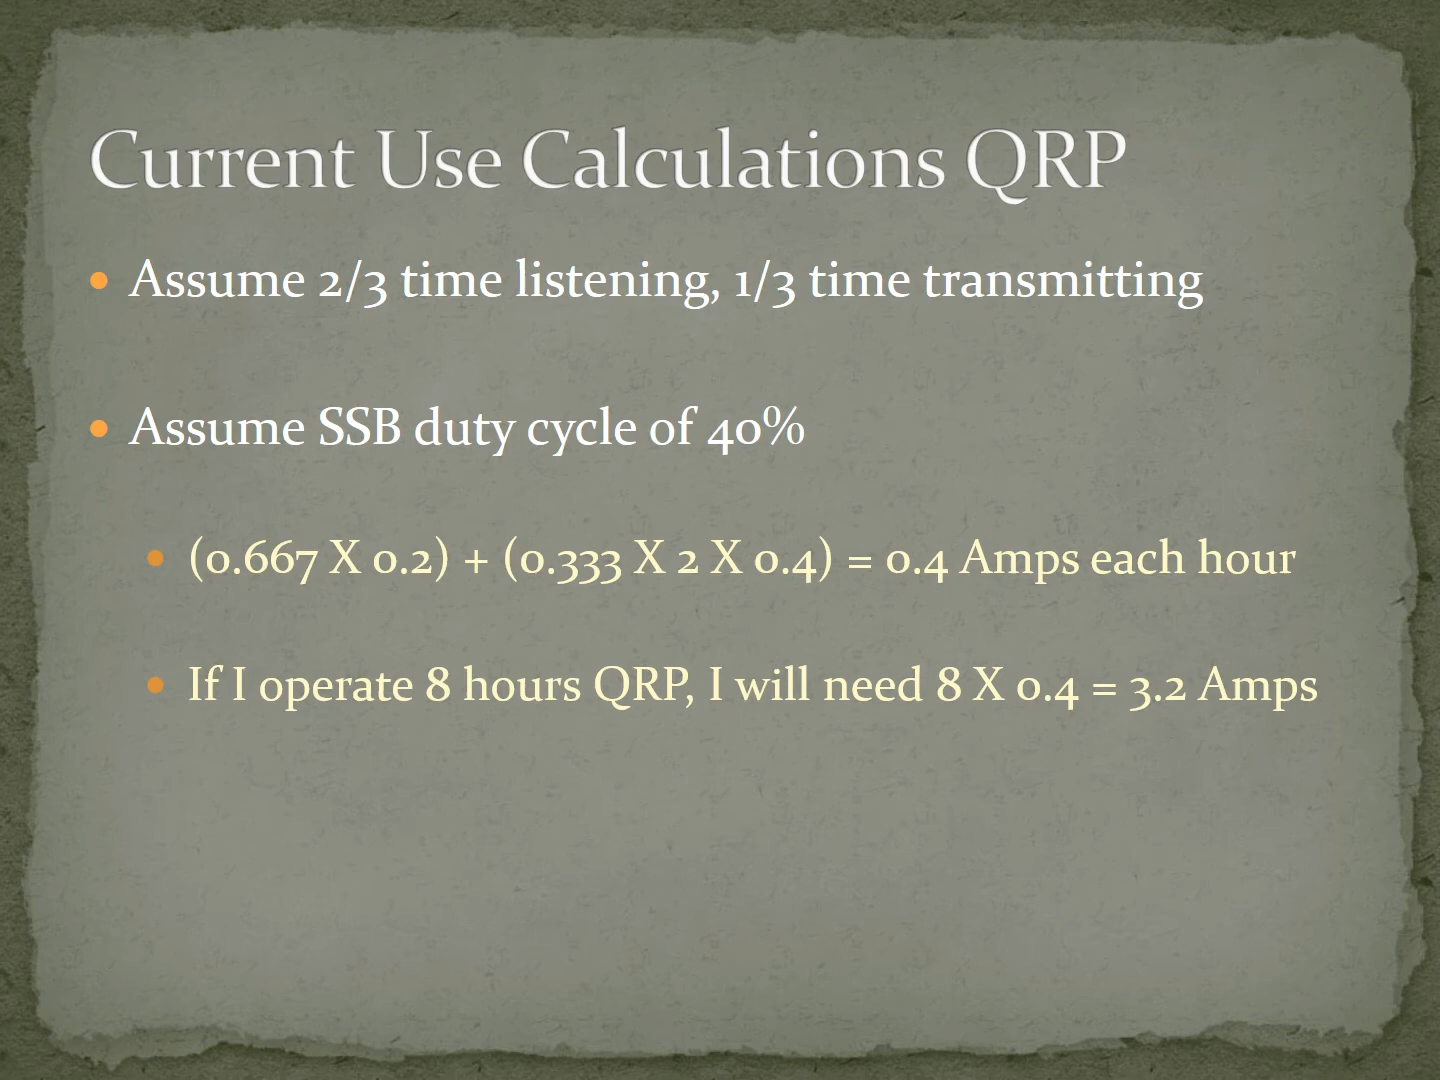 Current Use Calculations QRP
• Assume 2/3 time listening, 1/3 time transmitting
• Assume SSB duty cycle of 40%
• (0.667 X 0.2) + (0.333 X 2 X 0.4) = 0.4 Amps each hour
• If I operate 8 hours QRP, I will need 8 X 0.4 = 3.2 Amps